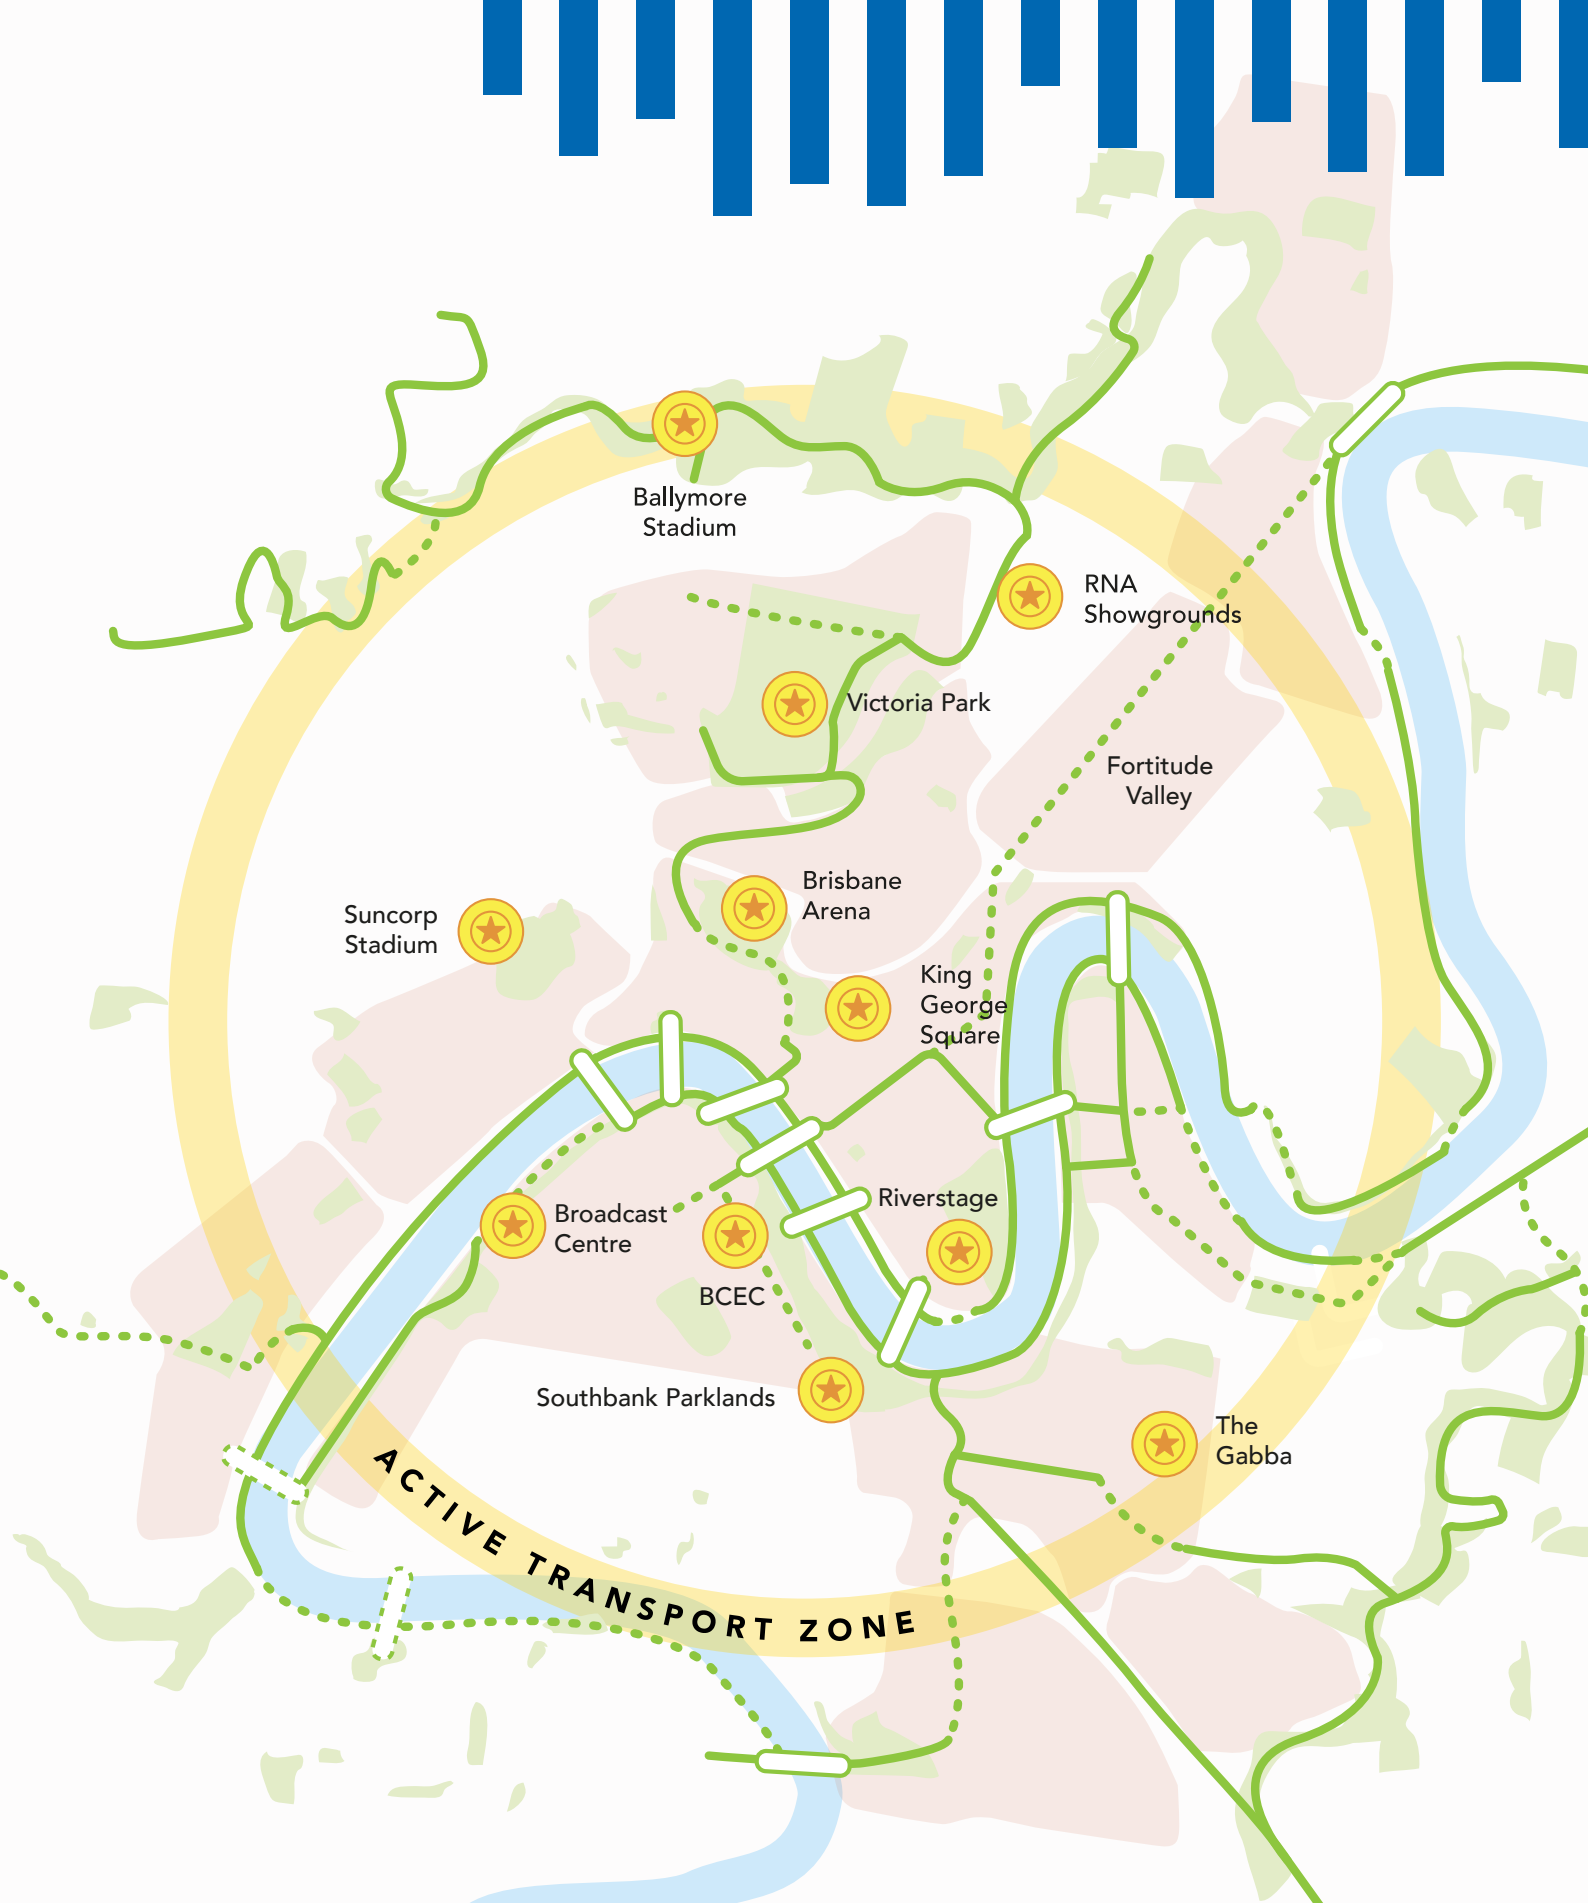 Ballymore
Stadium
RNA
Showgrounds
Victoria Park
Fortitude
Valley
Brisbane
Arena
Suncorp
Stadium
King
George
Square
Riverstage
Broadcast
Centre
BCEC
Southbank Parklands
The
Gabba
ACTIVE TRANSPORT ZONE